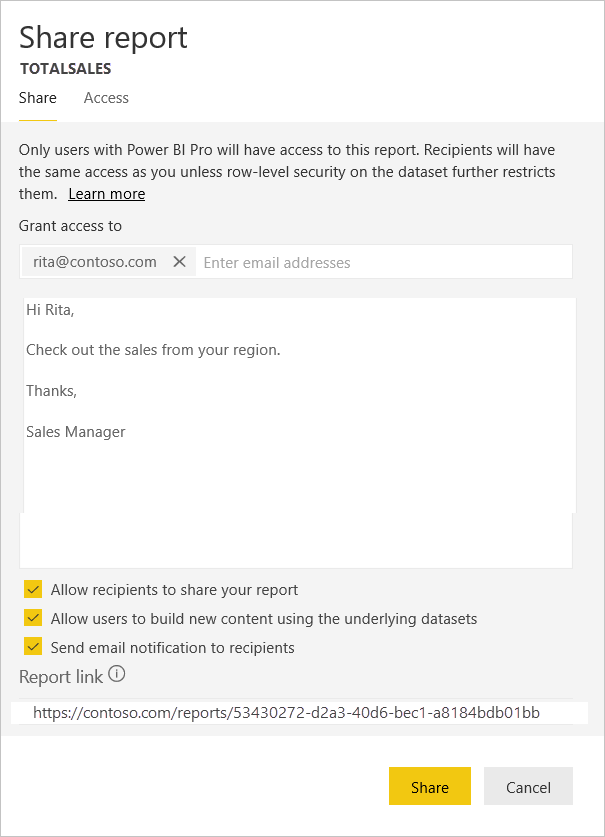 Share report
TOTALSALES
Share Access
Only users with Power BI Pro will have access to this report. Recipients will have
the same access as you unless row-level security on the dataset further restricts
them. Learn more
Grant access to
rita@contoso.com Enter email addresses
Hi Rita,
Check out the sales from your region.
Thanks,
Sales Manager
Allow recipients to share your report
Allow users to build new content using the underlying datasets
Send email notification to recipients
Report link
https://contoso.com/reports/53430272-d2a3-40d6-bec1-a8184bdb01bb
Share Cancel